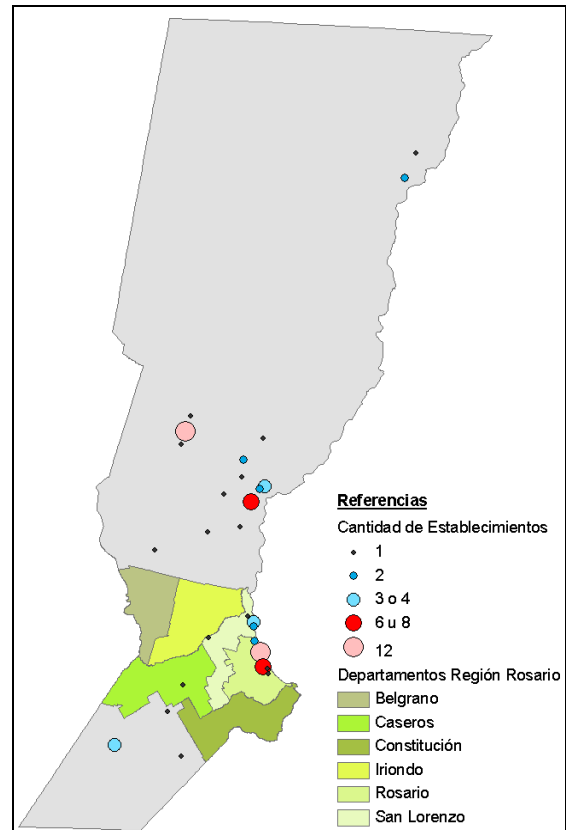 Referencias
Cantidad de Establecimientos
1
2
3 o 4
6 u 8
12
Departamentos Región Rosario
Belgrano
Caseros
Constitución
Iriondo
Rosario
San Lorenzo